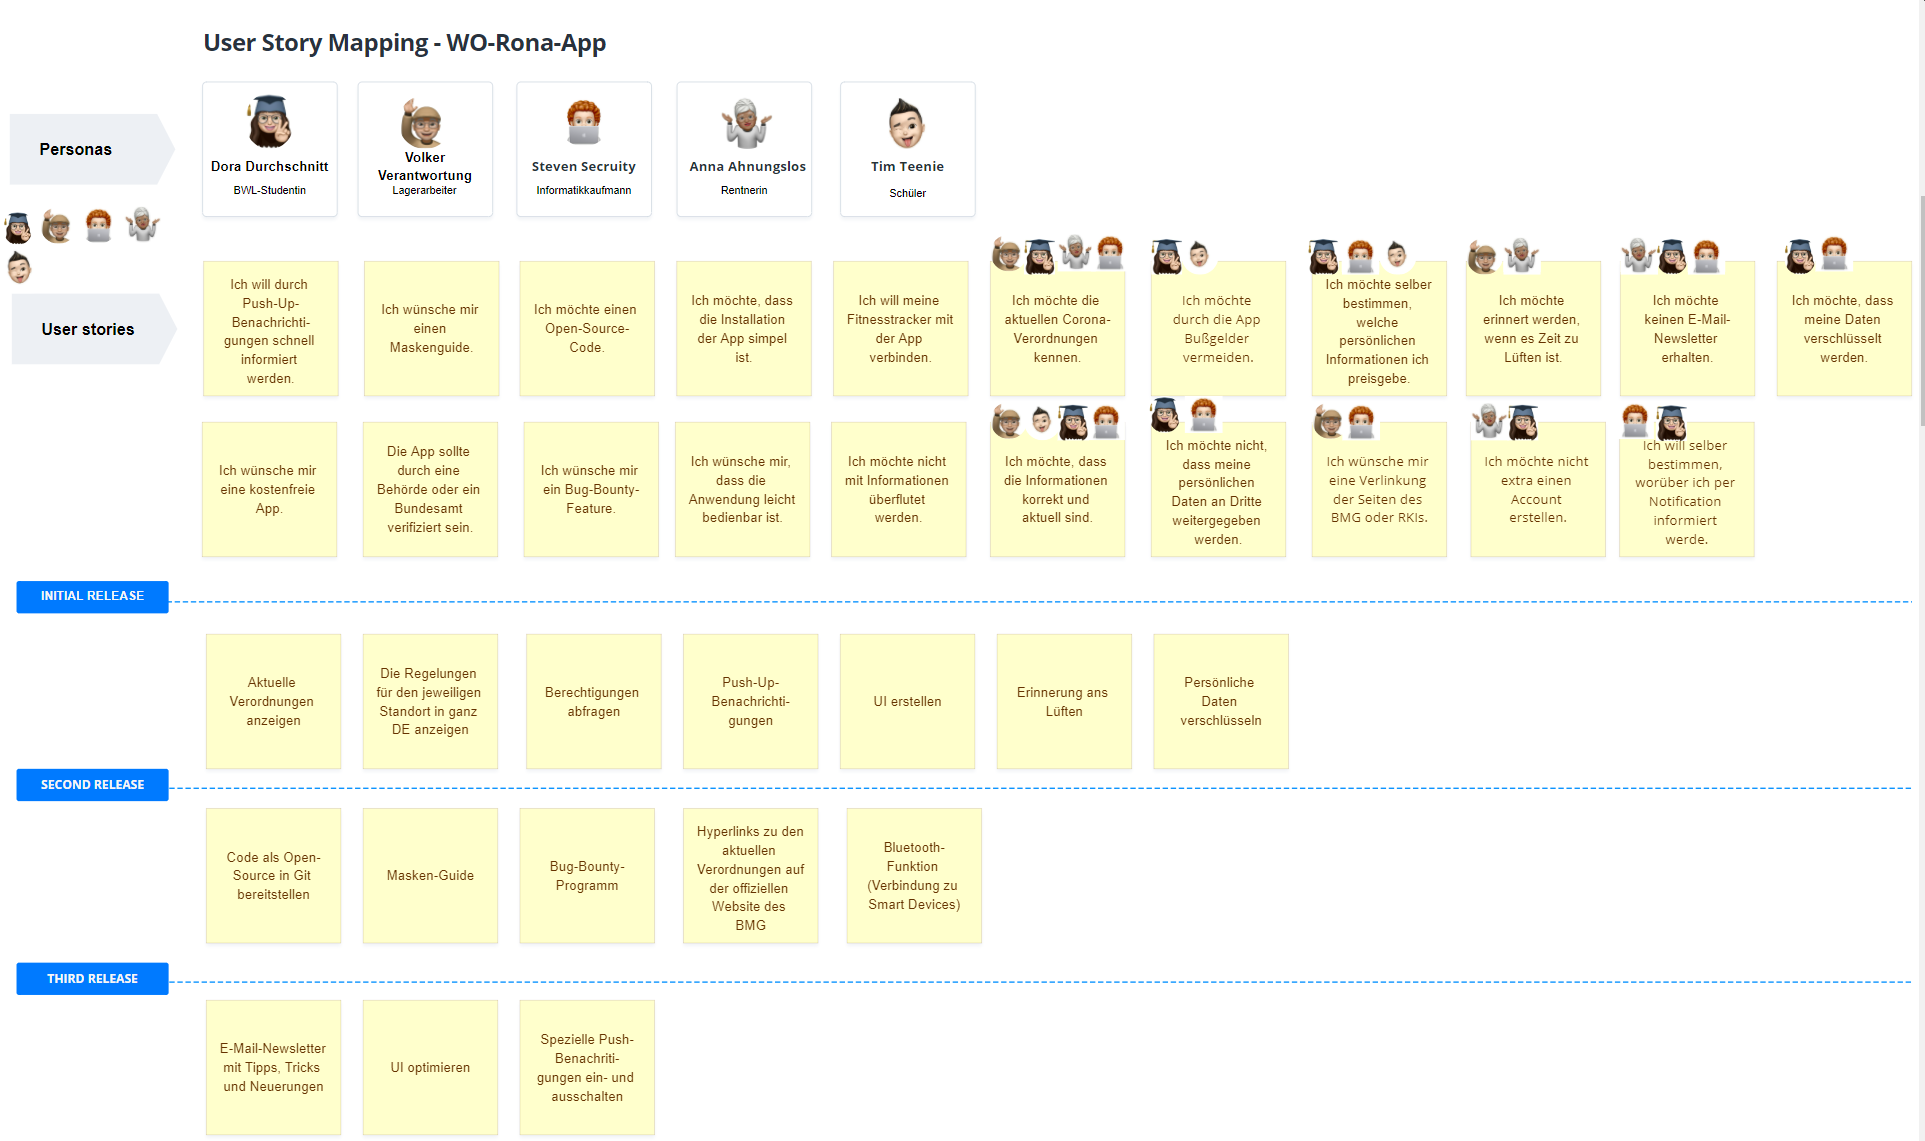 User Story Mapping - WO-Rona-App
Personas
Dora Durchschnitt
BWL-Studentin
Volker
Verantwortung
Lagerarbeiter
Steven Secruity
Informatikkaufmann
Anna Ahnungslos
Rentnerin
Tim Teenie
Schüler
User stories
Ich will durch
Push-Up-
Benachrichti-
gungen schnell
informiert
werden.
Ich wünsche mir
einen
Maskenguide.
Ich möchte einen
Open-Source-
Code.
Ich möchte, dass
die Installation
der App simpel
ist.
Ich will meine
Fitnesstracker mit
der App
verbinden.
Ich möchte die
aktuellen Corona-
Verordnungen
kennen.
Ich möchte
durch die App
Bußgelder
vermeiden.
Ich möchte selber
bestimmen,
welche
persönlichen
Informationen ich
preisgebe.
Ich möchte
erinnert werden,
wenn es Zeit zu
Lüften ist.
Ich möchte
keinen E-Mail-
Newsletter
erhalten.
Ich möchte, dass
meine Daten
verschlüsselt
werden.
Ich wünsche mir
eine kostenfreie
App.
Die App sollte
durch eine
Behörde oder ein
Bundesamt
verifiziert sein.
Ich wünsche mir
ein Bug-Bounty-
Feature.
Ich wünsche mir,
dass die
Anwendung leicht
bedienbar ist.
Ich möchte nicht
mit Informationen
überflutet
werden.
Ich möchte, dass
die Informationen
korrekt und
aktuell sind.
Ich möchte nicht,
dass meine
persönlichen
Daten an Dritte
weitergegeben
werden.
Ich wünsche mir
eine Verlinkung
der Seiten des
BMG oder RKIs.
Ich möchte nicht
extra einen
Account
erstellen.
Ich will selber
bestimmen,
worüber ich per
Notification
informiert
werde.
INITIAL RELEASE
Aktuelle
Verordnungen
anzeigen
Die Regelungen
für den jeweiligen
Standort in ganz
DE anzeigen
Berechtigungen
abfragen
Push-Up-
Benachrichti-
gungen
UI erstellen
Erinnerung ans
Lüften
Persönliche
Daten
verschlüsseln
SECOND RELEASE
Code als Open-
Source in Git
bereitstellen
Masken-Guide
Bug-Bounty-
Programm
Hyperlinks zu den
aktuellen
Verordnungen auf
der offiziellen
Website des
BMG
Bluetooth-
Funktion
(Verbindung zu
Smart Devices)
THIRD RELEASE
E-Mail-Newsletter
mit Tipps, Tricks
und Neuerungen
UI optimieren
Spezielle Push-
Benachriti-
gungen ein- und
ausschalten